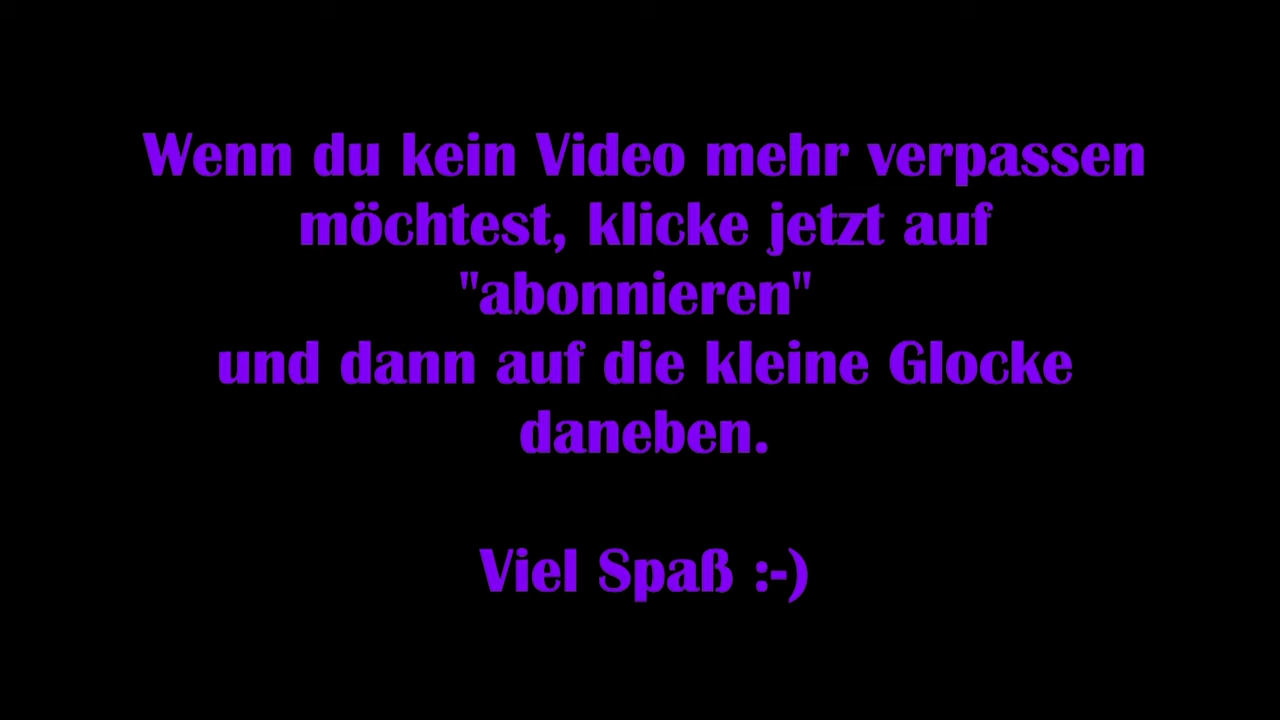 Wenn du kein Video mehr verpassen
möchtest, klicke jetzt auf
"abonnieren"
und dann auf die kleine Glocke
daneben.
Viel Spaß :-)